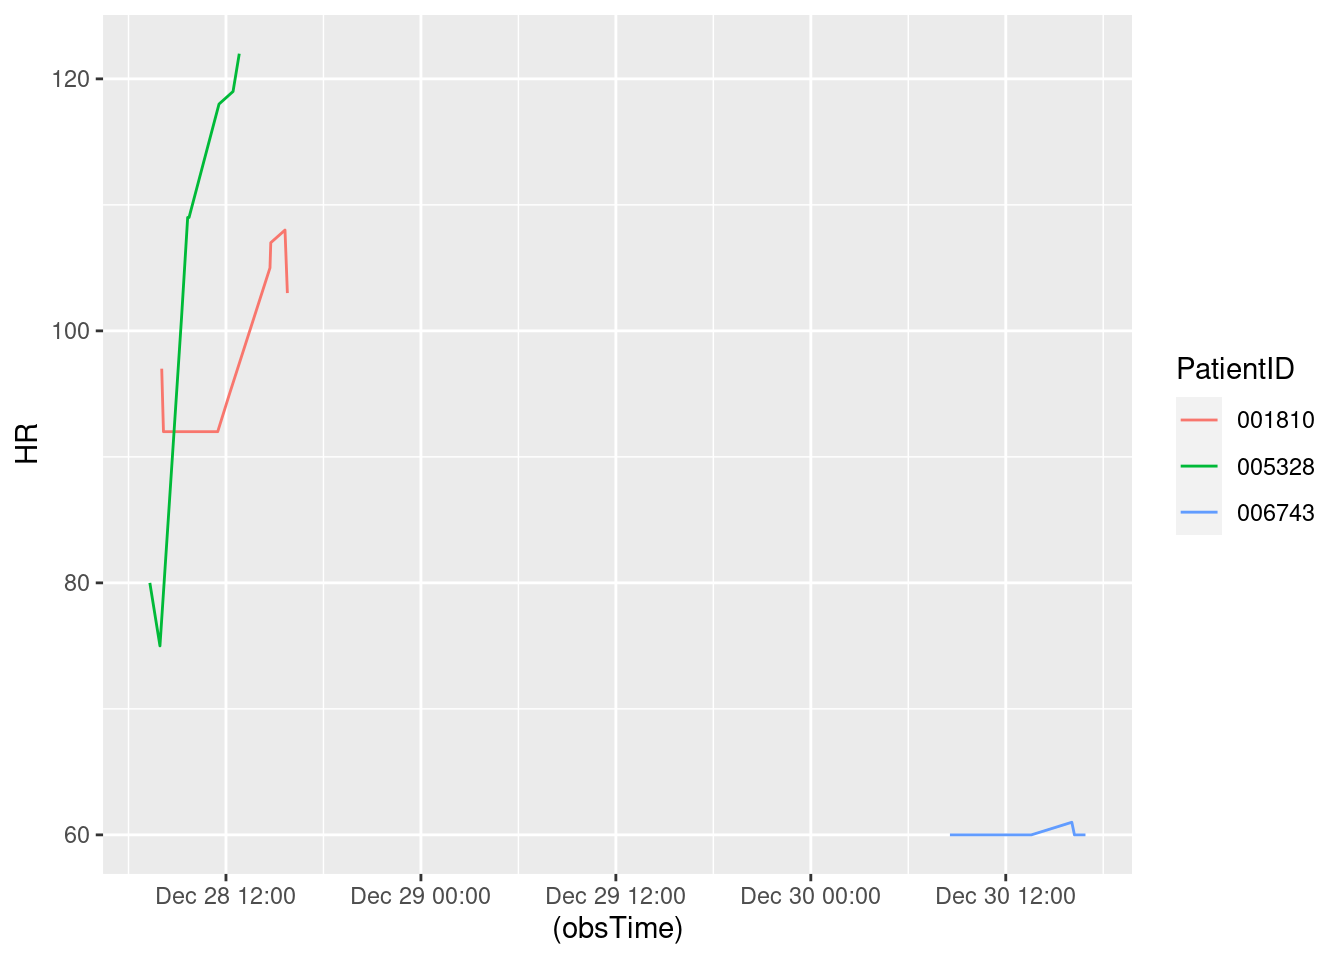 120
100
80
60
HR
Dec 28 12:00
Dec 29 00:00
Dec 29 12:00
Dec 30 00:00
Dec 30 12:00
(obsTime)
PatientID
001810
005328
006743